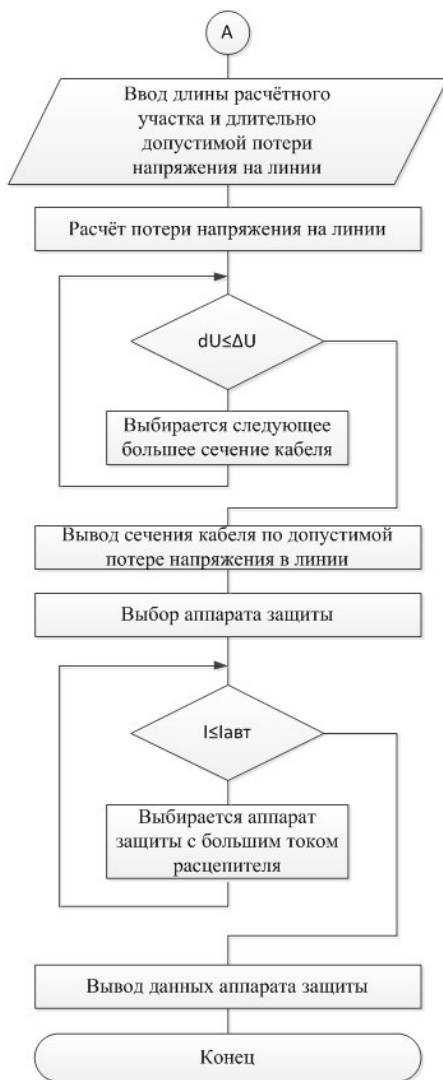 А
Ввод длины расчётного
участка и длительно
допустимой потери
напряжения на линии
Расчёт потери напряжения на линии
dU≤ΔU
Выбирается следующее
большее сечение кабеля
Вывод сечения кабеля по допустимой
потере напряжения в линии
Выбор аппарата защиты
I≤Iавт
Выбирается аппарат
защиты с большим током
расцепителя
Вывод данных аппарата защиты
Конец